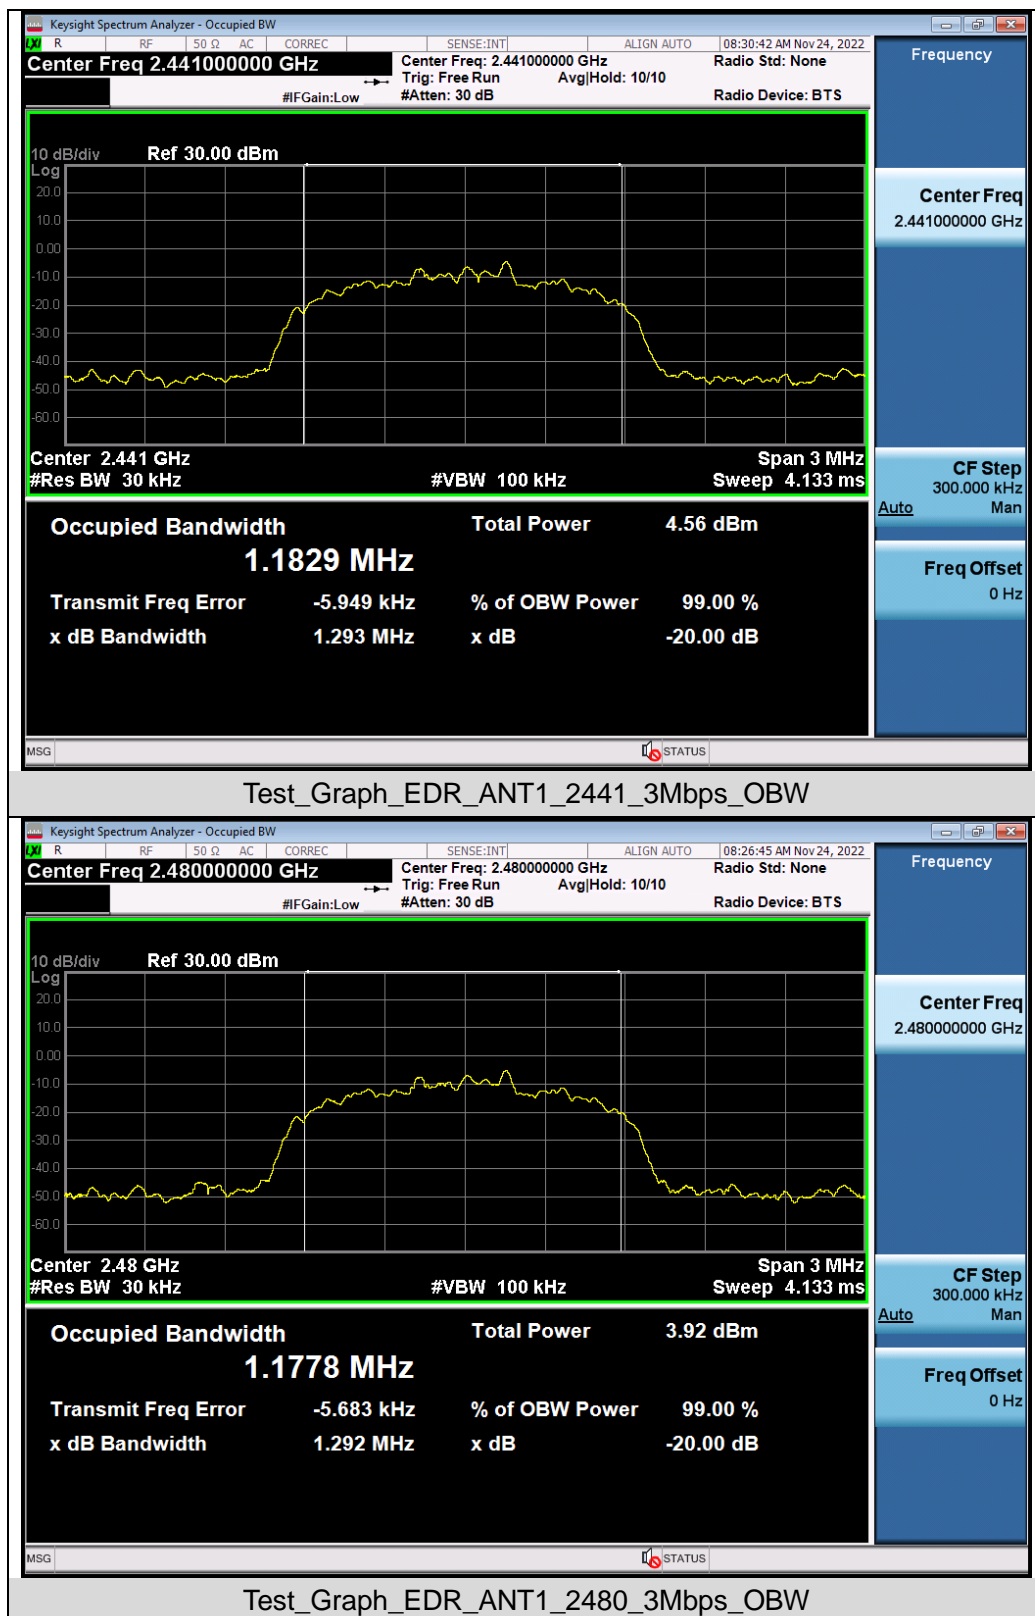 Keysight Spectrum Analyzer - Occupied BW
LXI R RF 50 Ω AC CORREC SENSE:INT ALIGN AUTO 08:30:42 AM Nov 24, 2022
Center Freq 2.441000000 GHz
Center Freq: 2.441000000 GHz
Radio Std: None
Trig: Free Run Avg|Hold: 10/10
#IFGain:Low #Atten: 30 dB Radio Device: BTS
Frequency
10 dB/div Ref 30.00 dBm
Log
20.0
10.0
0.00
-10.0
-20.0
-30.0
-40.0
-50.0
-60.0
Center 2.441 GHz Span 3 MHz
#Res BW 30 kHz #VBW 100 kHz Sweep 4.133 ms
Center Freq
2.441000000 GHz
CF Step
300.000 kHz
Auto Man
Freq Offset
0 Hz
Occupied Bandwidth Total Power 4.56 dBm
1.1829 MHz
Transmit Freq Error -5.949 kHz % of OBW Power 99.00 %
x dB Bandwidth 1.293 MHz x dB -20.00 dB
MSG STATUS
Test_Graph_EDR_ANT1_2441_3Mbps_OBW
Keysight Spectrum Analyzer - Occupied BW
LXI R RF 50 Ω AC CORREC SENSE:INT ALIGN AUTO 08:26:45 AM Nov 24, 2022
Center Freq 2.480000000 GHz
Center Freq: 2.480000000 GHz
Radio Std: None
Trig: Free Run Avg|Hold: 10/10
#IFGain:Low #Atten: 30 dB Radio Device: BTS
Frequency
10 dB/div Ref 30.00 dBm
Log
20.0
10.0
0.00
-10.0
-20.0
-30.0
-40.0
-50.0
-60.0
Center 2.48 GHz Span 3 MHz
#Res BW 30 kHz #VBW 100 kHz Sweep 4.133 ms
Center Freq
2.480000000 GHz
CF Step
300.000 kHz
Auto Man
Freq Offset
0 Hz
Occupied Bandwidth Total Power 3.92 dBm
1.1778 MHz
Transmit Freq Error -5.683 kHz % of OBW Power 99.00 %
x dB Bandwidth 1.292 MHz x dB -20.00 dB
MSG STATUS
Test_Graph_EDR_ANT1_2480_3Mbps_OBW